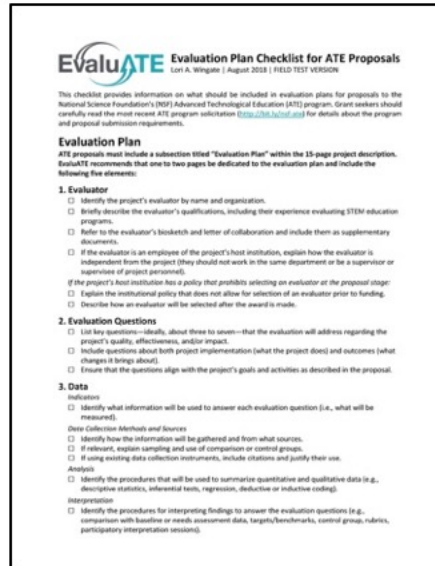 EvaluATE
Evaluation Plan Checklist for ATE Proposals
Lori A. Wingate | August 2018 | FIELD TEST VERSION
This checklist provides information on what should be included in evaluation plans for proposals to the
National Science Foundation's (NSF) Advanced Technological Education (ATE) program. Grant seekers should
carefully read the most recent ATE program solicitation (http://bit.ly/nsf-ate) for details about the program
and proposal submission requirements.
Evaluation Plan
ATE proposals must include a subsection titled "Evaluation Plan" within the 15-page project description.
EvaluATE recommends that one to two pages be dedicated to the evaluation plan and include the
following five elements:
1. Evaluator
☐ Identify the project's evaluator by name and organization.
☐ Briefly describe the evaluator's qualifications, including their experience evaluating STEM education
programs.
☐ Refer to the evaluator's biosketch and letter of collaboration and include them as supplementary
documents.
☐ If the evaluator is an employee of the project's host institution, explain how the evaluator is
independent from the project (they should not work in the same department or be a supervisor or
supervisee of project personnel).
If the project's host institution has a policy that prohibits selecting an evaluator at the proposal stage:
☐ Explain the institutional policy that does not allow for selection of an evaluator prior to funding.
☐ Describe how an evaluator will be selected after the award is made.
2. Evaluation Questions
☐ List key questions—ideally, about three to seven—that the evaluation will address regarding the
project's quality, effectiveness, and/or impact.
☐ Include questions about both project implementation (what the project does) and outcomes (what
changes it brings about).
☐ Ensure that the questions align with the project's goals and activities as described in the proposal.
3. Data
Indicators
☐ Identify what information will be used to answer each evaluation question (i.e., what will be
measured).
Data Collection Methods and Sources
☐ Identify how the information will be gathered and from what sources.
☐ If relevant, explain sampling and use of comparison or control groups.
☐ If using existing data collection instruments, include citations and justify their use.
Analysis
☐ Identify the procedures that will be used to summarize quantitative and qualitative data (e.g.,
descriptive statistics, inferential tests, regression, deductive or inductive coding).
Interpretation
☐ Identify the procedures for interpreting findings to answer the evaluation questions (e.g.,
comparison with baseline or needs assessment data, targets/benchmarks, control group, rubrics,
participatory interpretation sessions).